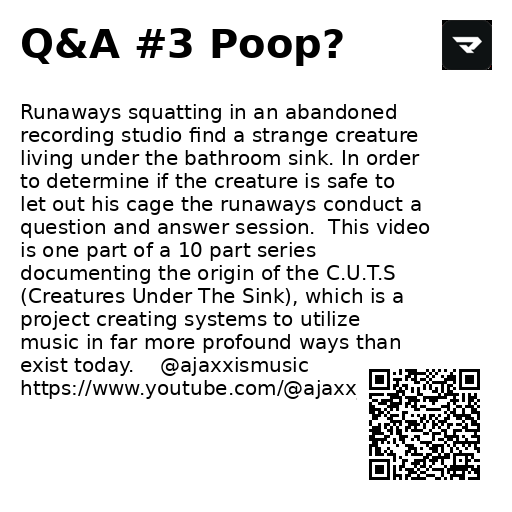 Q&A #3 Poop?
Runaways squatting in an abandoned
recording studio find a strange creature
living under the bathroom sink. In order
to determine if the creature is safe to
let out his cage the runaways conduct a
question and answer session.  This video
is one part of a 10 part series
documenting the origin of the C.U.T.S
(Creatures Under The Sink), which is a
project creating systems to utilize
music in far more profound ways than
exist today.    @ajaxxismusic
https://www.youtube.com/@ajaxx